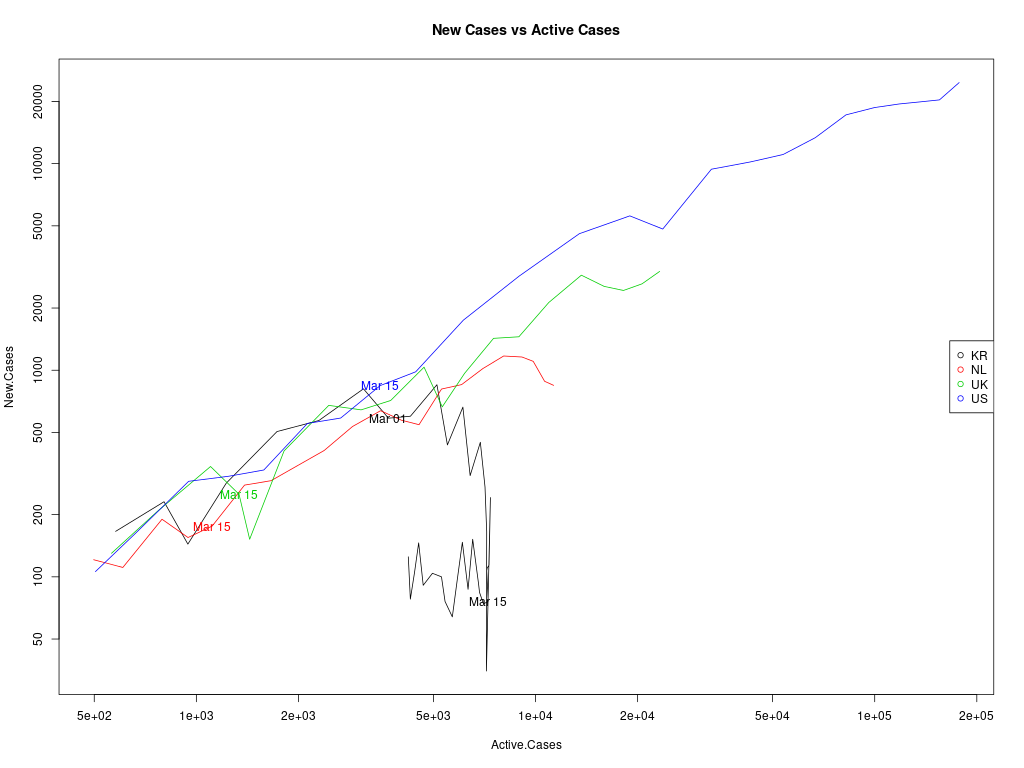 New Cases vs Active Cases
New.Cases
20000
10000
5000
2000
1000
500
200
100
50
Mar 15
Mar 01
Mar 15
Mar 15
Mar 15
KR
NL
UK
US
5e+02
1e+03
2e+03
5e+03
1e+04
2e+04
5e+04
1e+05
2e+05
Active.Cases